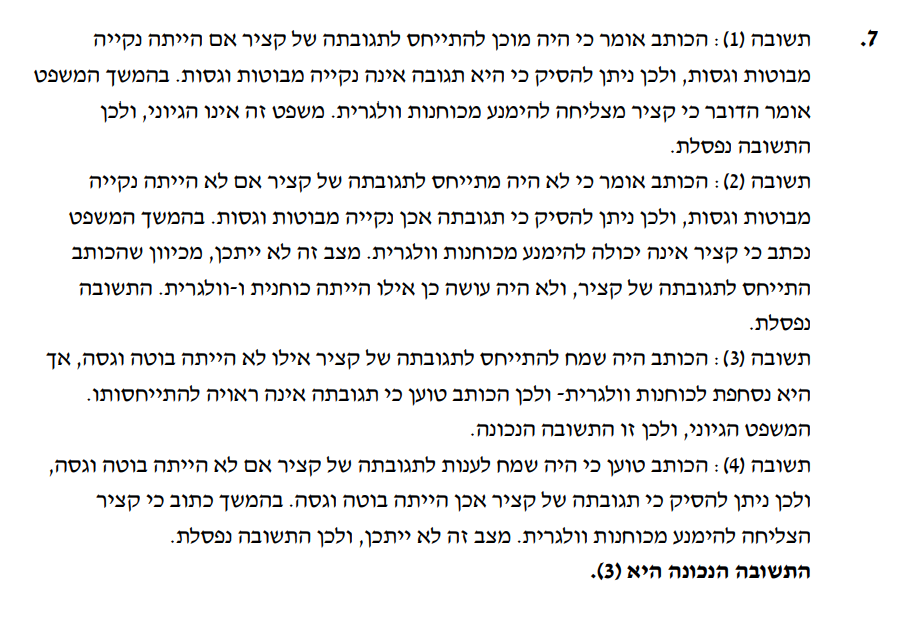 7. תשובה (1): הכותב אומר כי היה מוכן להתייחס לתגובתה של קציר אם הייתה נקייה
מבוטות וגסות, ולכן ניתן להסיק כי היא תגובה אינה נקייה מבוטות וגסות. בהמשך המשפט
אומר הדובר כי קציר מצליחה להימנע מכוחנות וולגרית. משפט זה אינו הגיוני, ולכן
התשובה נפסלת.
תשובה (2): הכותב אומר כי לא היה מתייחס לתגובתה של קציר אם לא הייתה נקייה
מבוטות וגסות, ולכן ניתן להסיק כי תגובתה אכן נקייה מבוטות וגסות. בהמשך המשפט
נכתב כי קציר אינה יכולה להימנע מכוחנות וולגרית. מצב זה לא ייתכן, מכיוון שהכותב
התייחס לתגובתה של קציר, ולא היה עושה כן אילו הייתה כוחנית ו-וולגרית. התשובה
נפסלת.
תשובה (3): הכותב היה שמח להתייחס לתגובתה של קציר אילו לא הייתה בוטה וגסה, אך
היא נסחפת לכוחנות וולגרית- ולכן הכותב טוען כי תגובתה אינה ראויה להתייחסותו.
המשפט הגיוני, ולכן זו התשובה הנכונה.
תשובה (4): הכותב טוען כי היה שמח לענות לתגובתה של קציר אם לא הייתה בוטה וגסה,
ולכן ניתן להסיק כי תגובתה של קציר אכן הייתה בוטה וגסה. בהמשך כתוב כי קציר
הצליחה להימנע מכוחנות וולגרית. מצב זה לא ייתכן, ולכן התשובה נפסלת.
התשובה הנכונה היא (3).